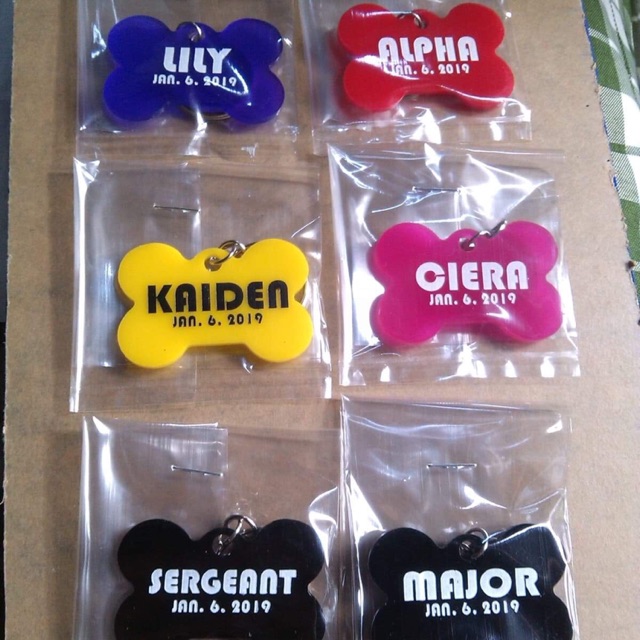 LILY
JAN. 6. 2019
ALPHA
JAN. 6. 2019
KAIDEN
JAN. 6. 2019
CIERA
JAN. 6. 2019
SERGEANT
JAN. 6. 2019
MAJOR
JAN. 6. 2019